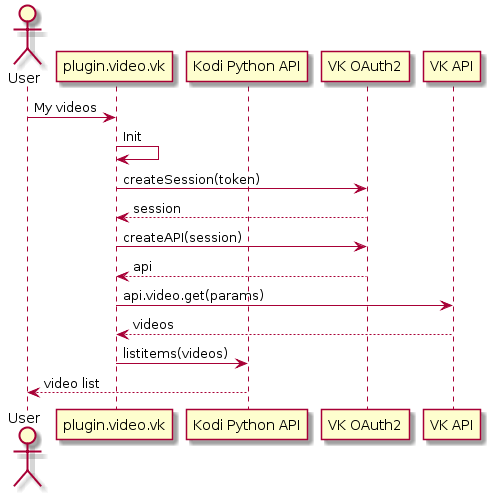 User
plugin.video.vk
Kodi Python API
VK OAuth2
VK API
My videos
Init
createSession(token)
session
createAPI(session)
api
api.video.get(params)
videos
listitems(videos)
video list
User
plugin.video.vk
Kodi Python API
VK OAuth2
VK API